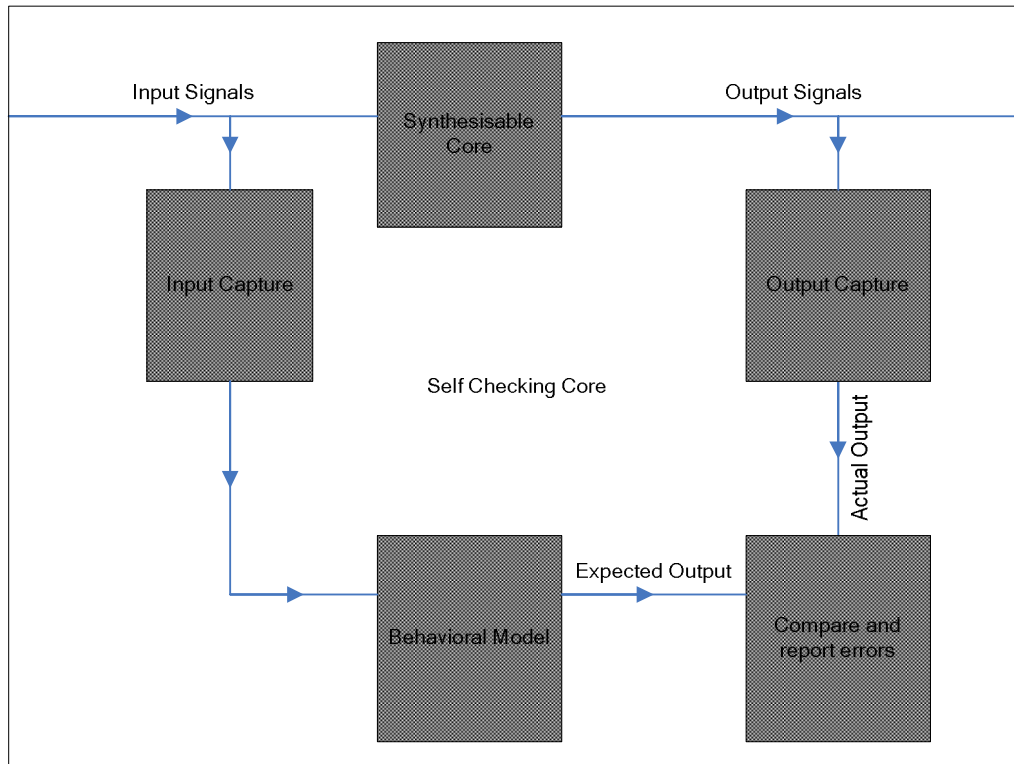 Input Signals
Output Signals
Synthesisable
Core
Input Capture
Output Capture
Self Checking Core
Actual Output
Expected Output
Behavioral Model
Compare and
report errors